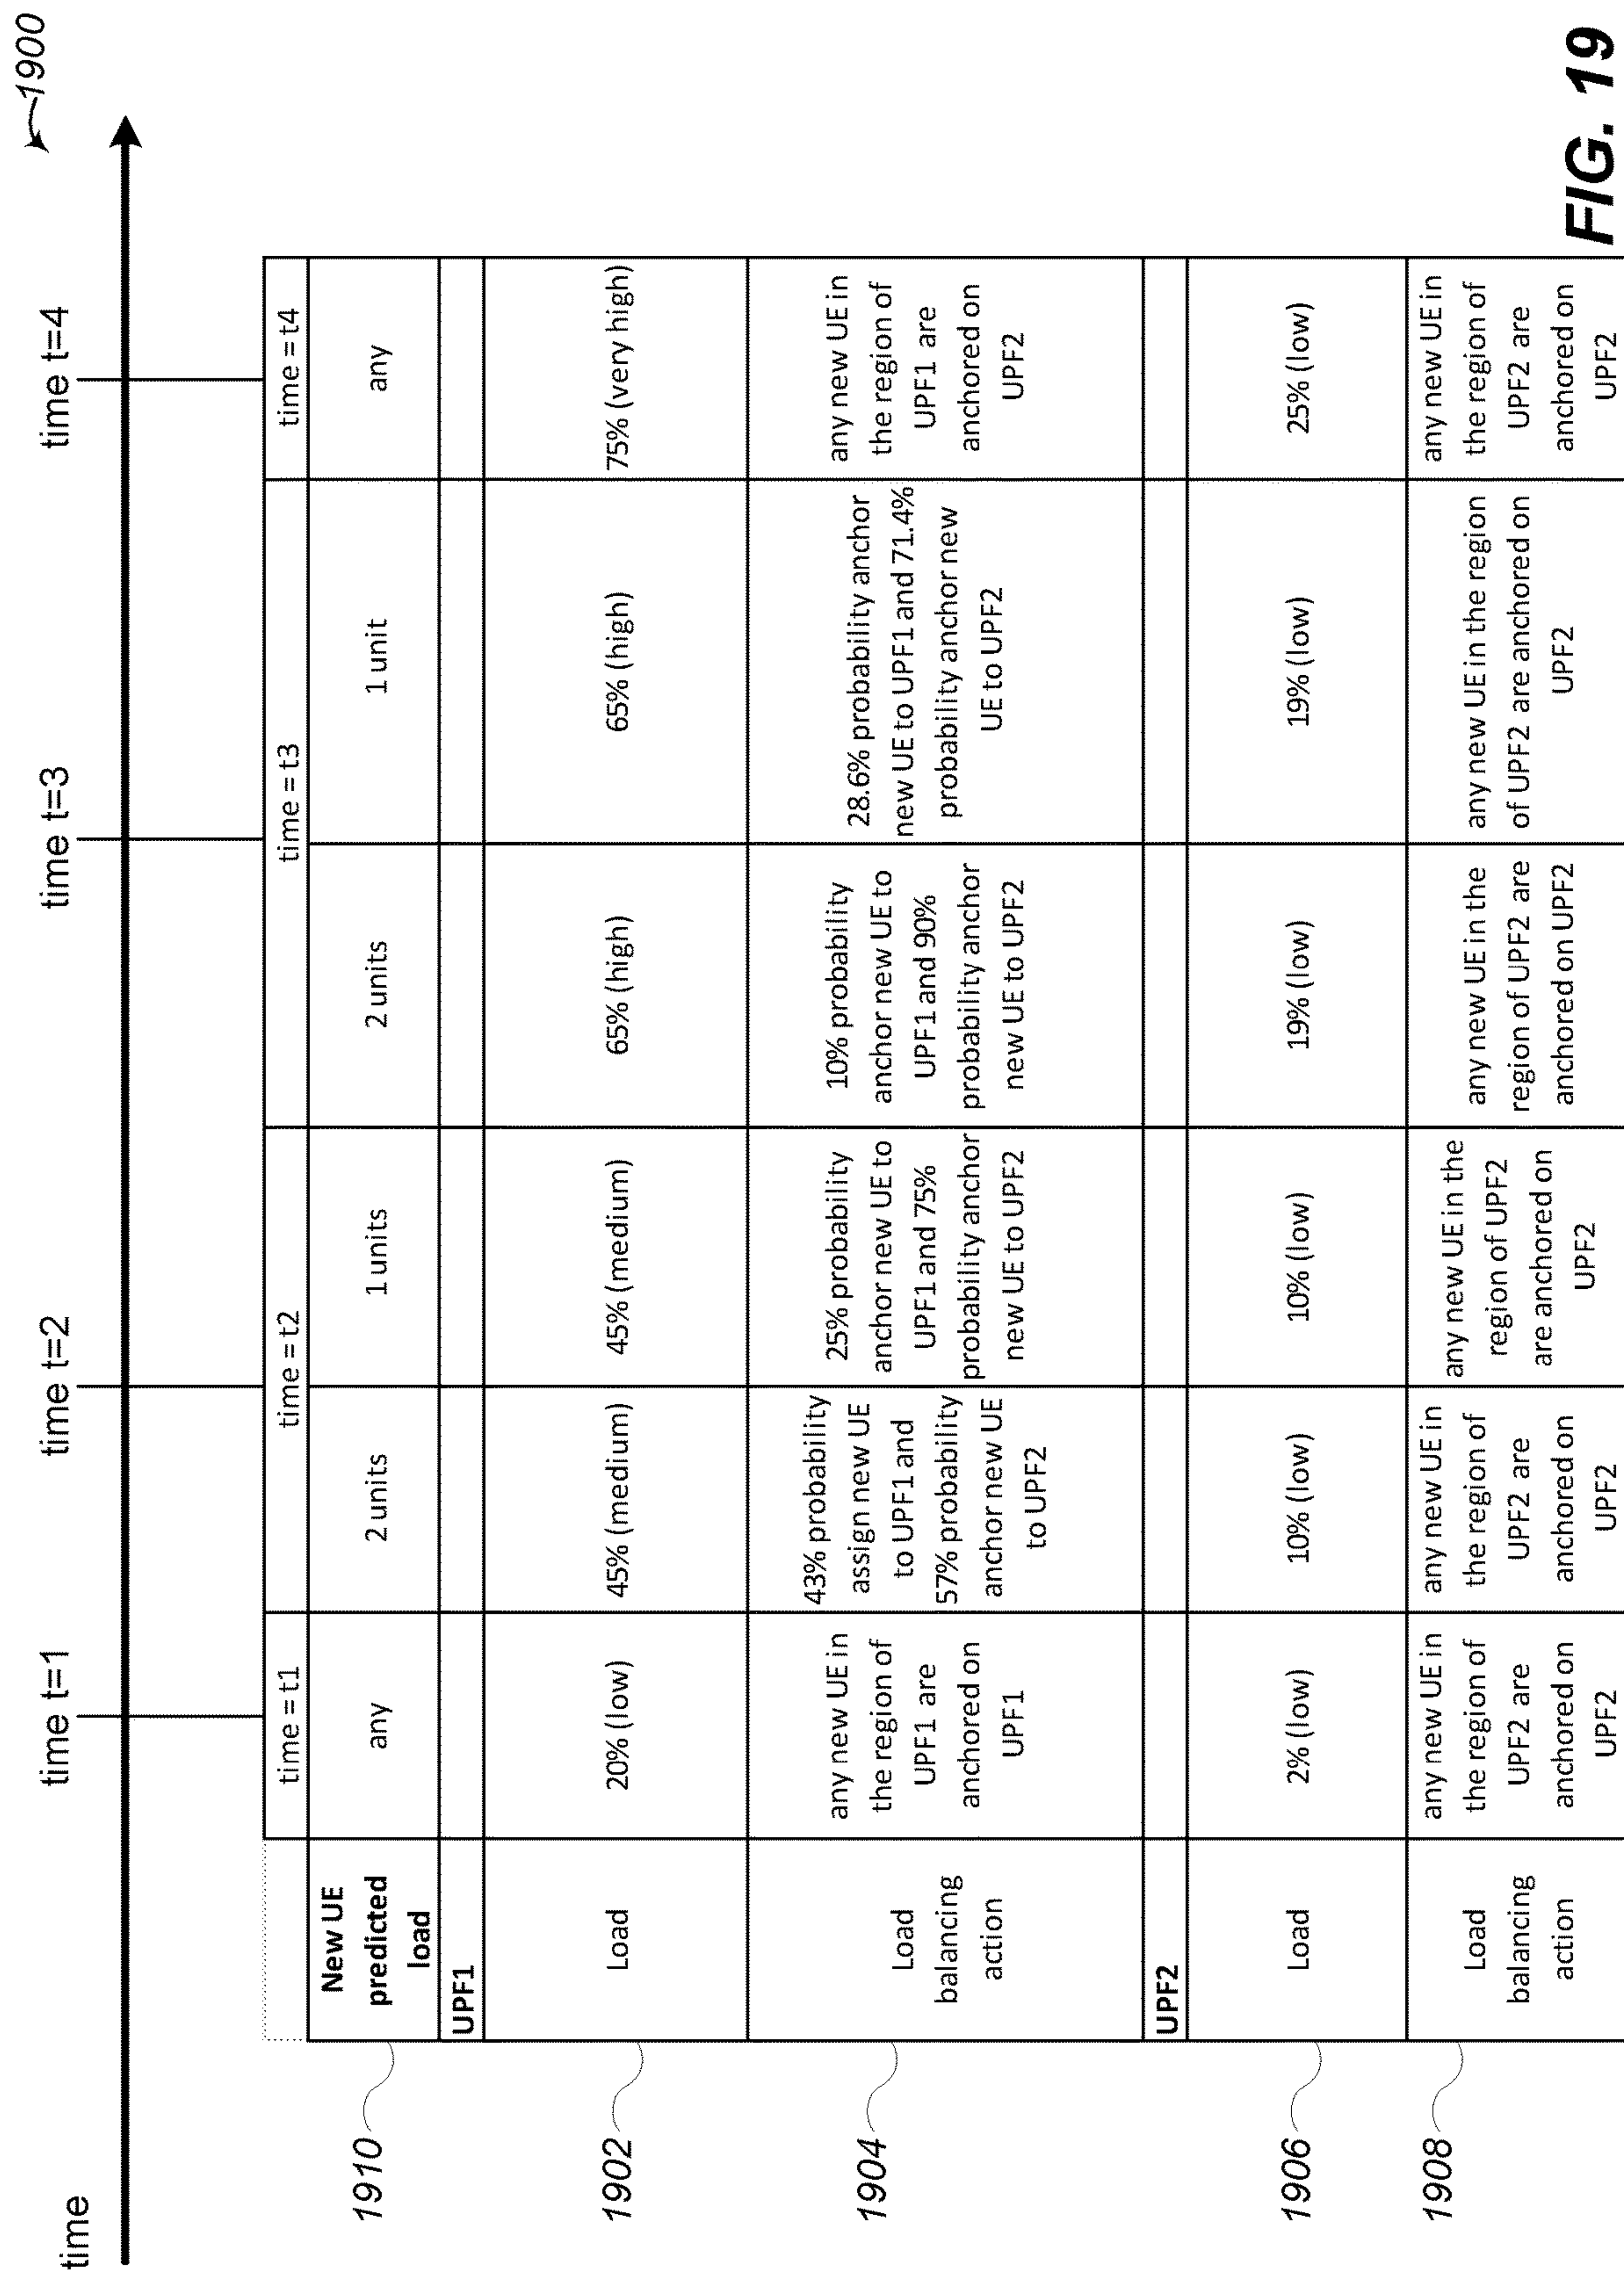 1900
time
time t=1
time t=2
time t=3
time t=4
time = t1
time = t2
time = t3
time = t4
1910
New UE
predicted
load
any
2 units
1 units
2 units
1 unit
any
UPF1
1902
Load
20% (low)
45% (medium)
45% (medium)
65% (high)
65% (high)
75% (very high)
1904
Load
balancing
action
any new UE in
the region of
UPF1 are
anchored on
UPF1
43% probability
assign new UE
to UPF1 and
57% probability
anchor new UE
to UPF2
25% probability
anchor new UE to
UPF1 and 75%
probability anchor
new UE to UPF2
10% probability
anchor new UE to
UPF1 and 90%
probability anchor
new UE to UPF2
28.6% probability anchor
new UE to UPF1 and 71.4%
probability anchor new
UE to UPF2
any new UE in
the region of
UPF1 are
anchored on
UPF2
UPF2
1906
Load
2% (low)
10% (low)
10% (low)
19% (low)
19% (low)
25% (low)
1908
Load
balancing
action
any new UE in
the region of
UPF2 are
anchored on
UPF2
any new UE in
the region of
UPF2 are
anchored on
UPF2
any new UE in the
region of UPF2
are anchored on
UPF2
any new UE in the
region of UPF2 are
anchored on UPF2
any new UE in the region
of UPF2 are anchored on
UPF2
any new UE in
the region of
UPF2 are
anchored on
UPF2
FIG. 19